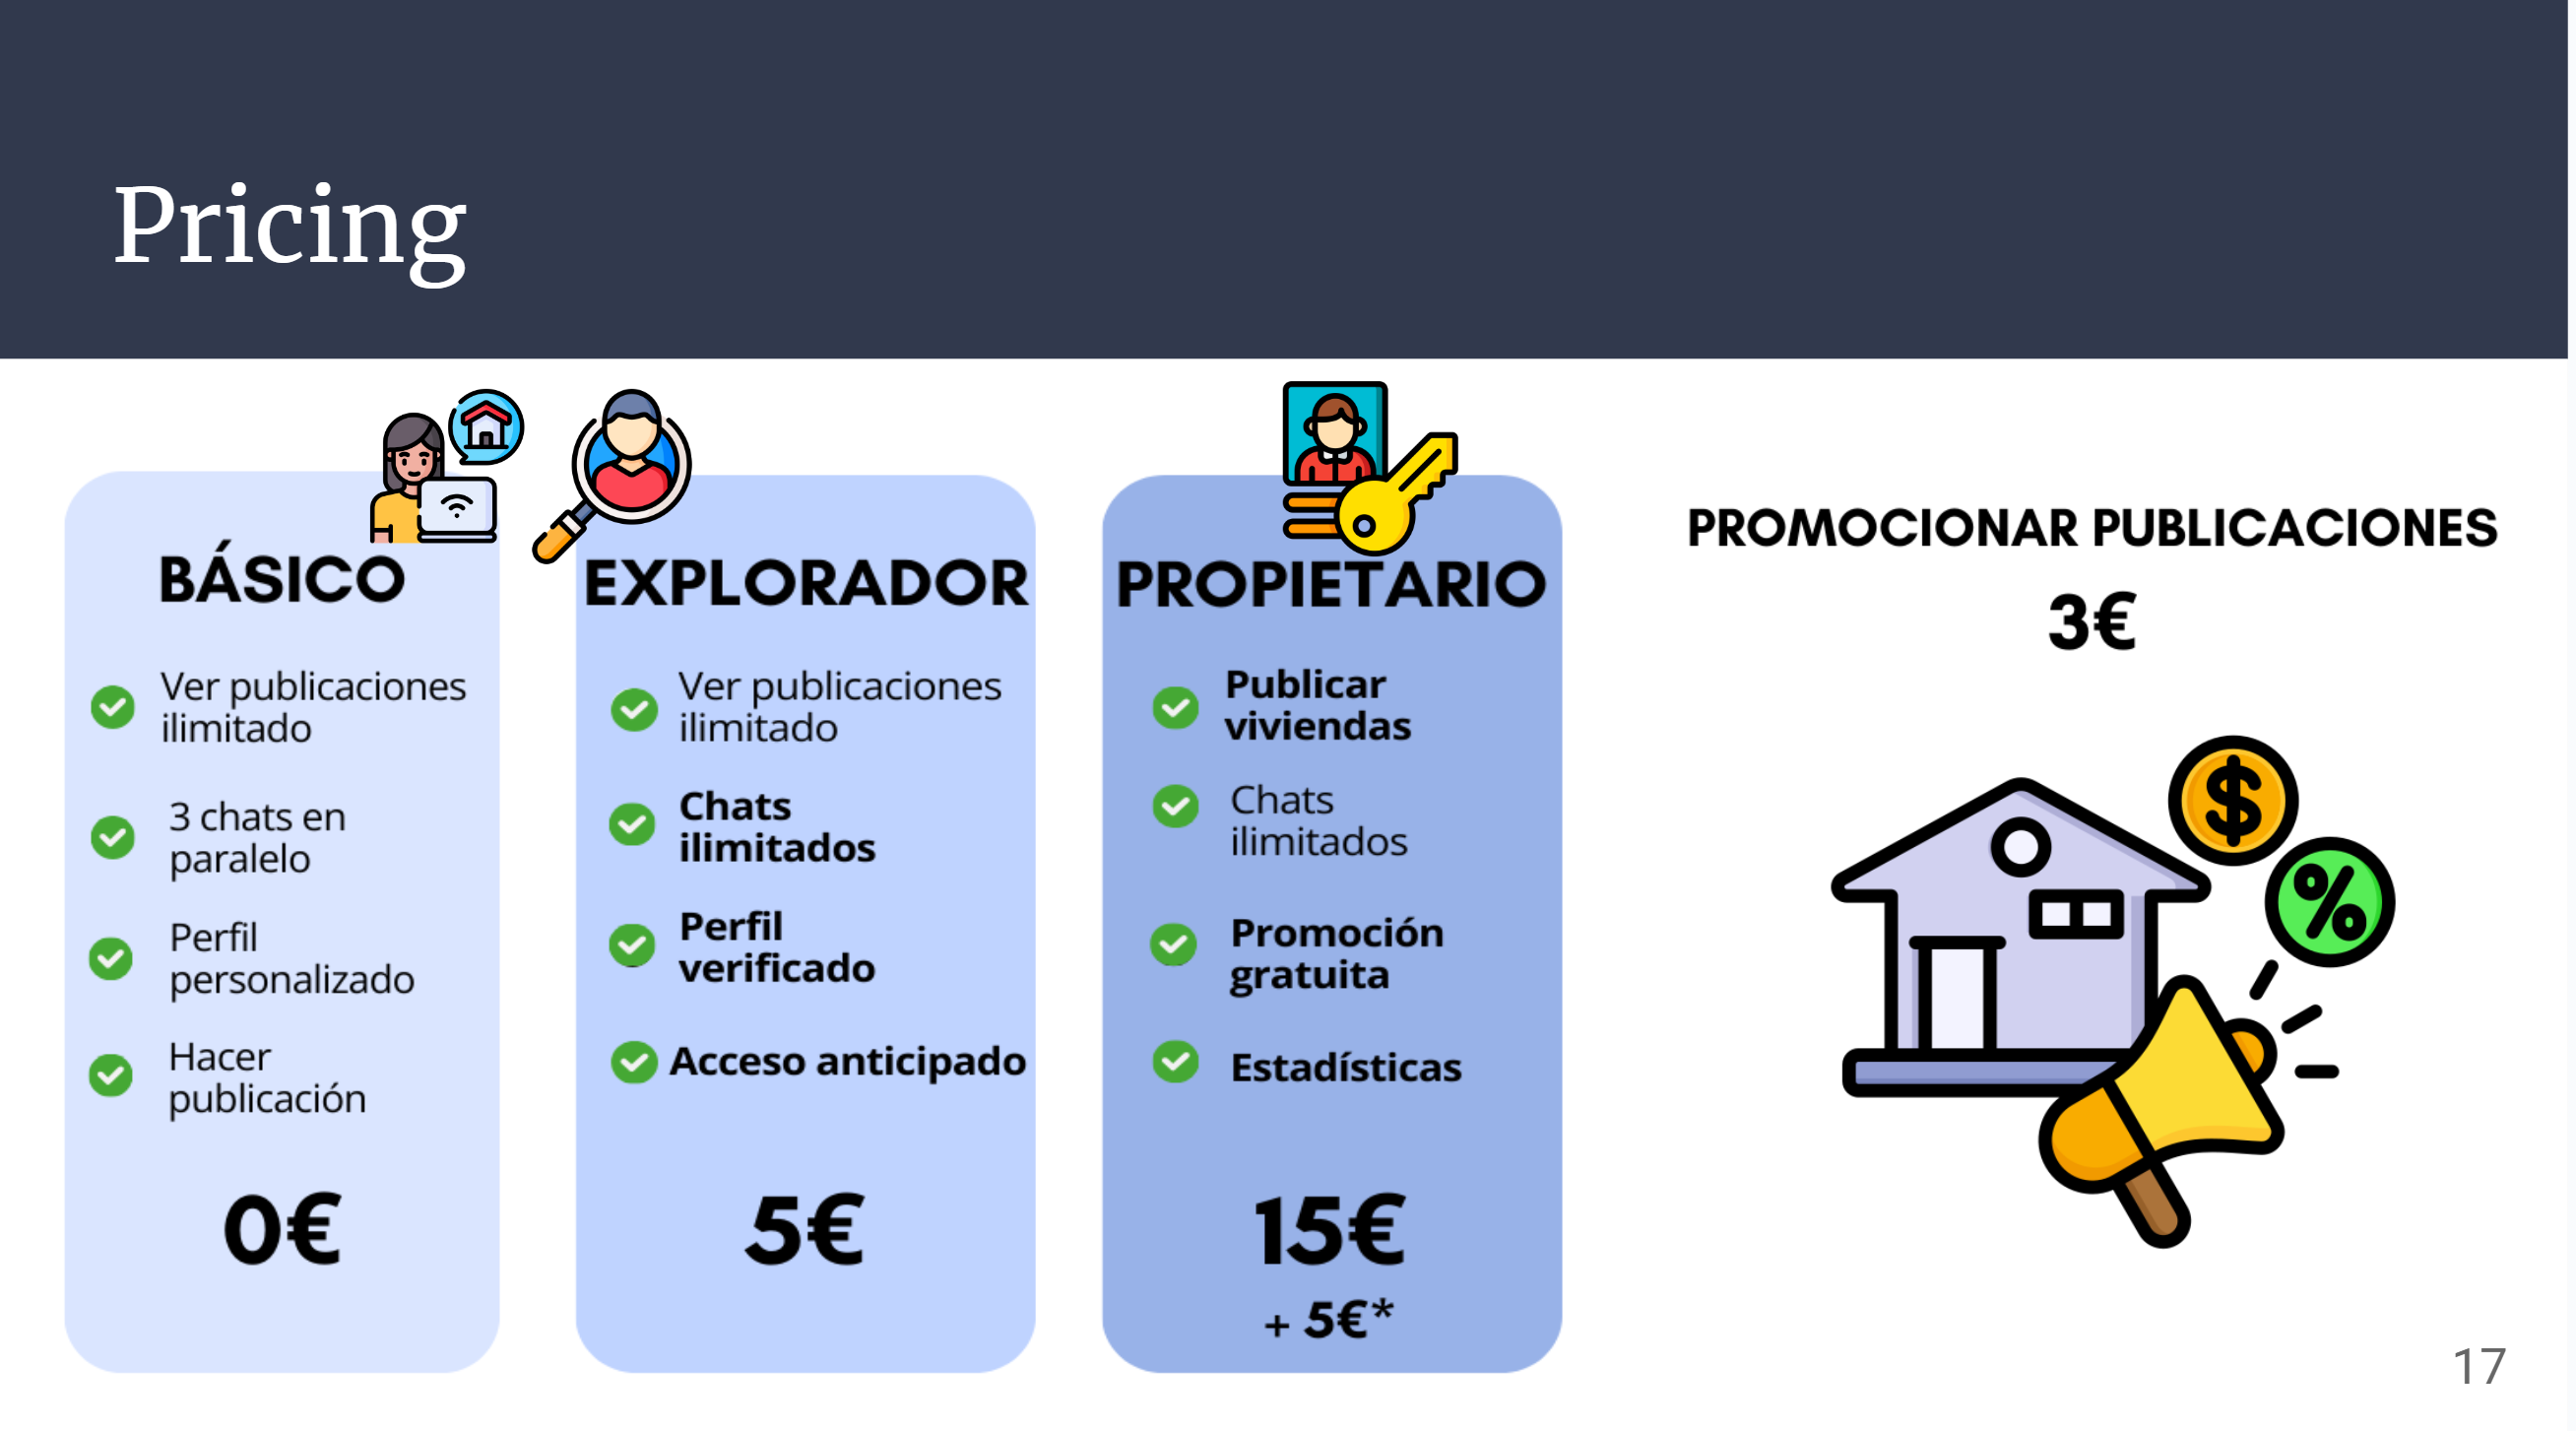 Pricing
BÁSICO
Ver publicaciones
ilimitado
3 chats en
paralelo
Perfil
personalizado
Hacer
publicación
0€
EXPLORADOR
Ver publicaciones
ilimitado
Chats
ilimitados
Perfil
verificado
Acceso anticipado
5€
PROPIETARIO
Publicar
viviendas
Chats
ilimitados
Promoción
gratuita
Estadísticas
15€
+ 5€*
PROMOCIONAR PUBLICACIONES
3€
$
%
17